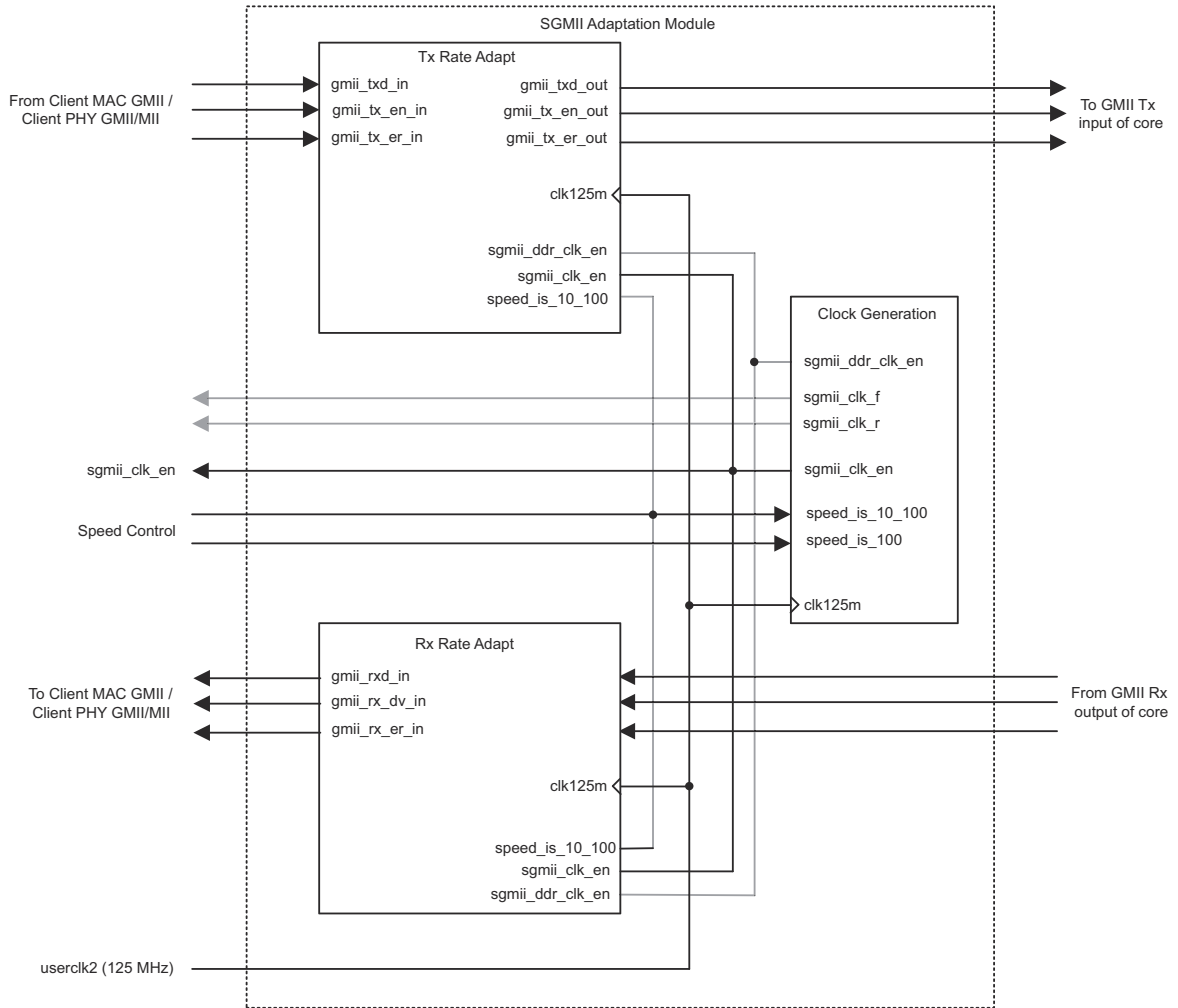 SGMII Adaptation Module
Tx Rate Adapt
From Client MAC GMII /
Client PHY GMII/MII
gmii_txd_in
gmii_tx_en_in
gmii_tx_er_in
gmii_txd_out
gmii_tx_en_out
gmii_tx_er_out
To GMII Tx
input of core
clk125m
sgmii_ddr_clk_en
sgmii_clk_en
speed_is_10_100
Clock Generation
sgmii_ddr_clk_en
sgmii_clk_f
sgmii_clk_r
sgmii_clk_en
speed_is_10_100
speed_is_100
clk125m
sgmii_clk_en
Speed Control
Rx Rate Adapt
To Client MAC GMII /
Client PHY GMII/MII
gmii_rxd_in
gmii_rx_dv_in
gmii_rx_er_in
From GMII Rx
output of core
clk125m
speed_is_10_100
sgmii_clk_en
sgmii_ddr_clk_en
userclk2 (125 MHz)